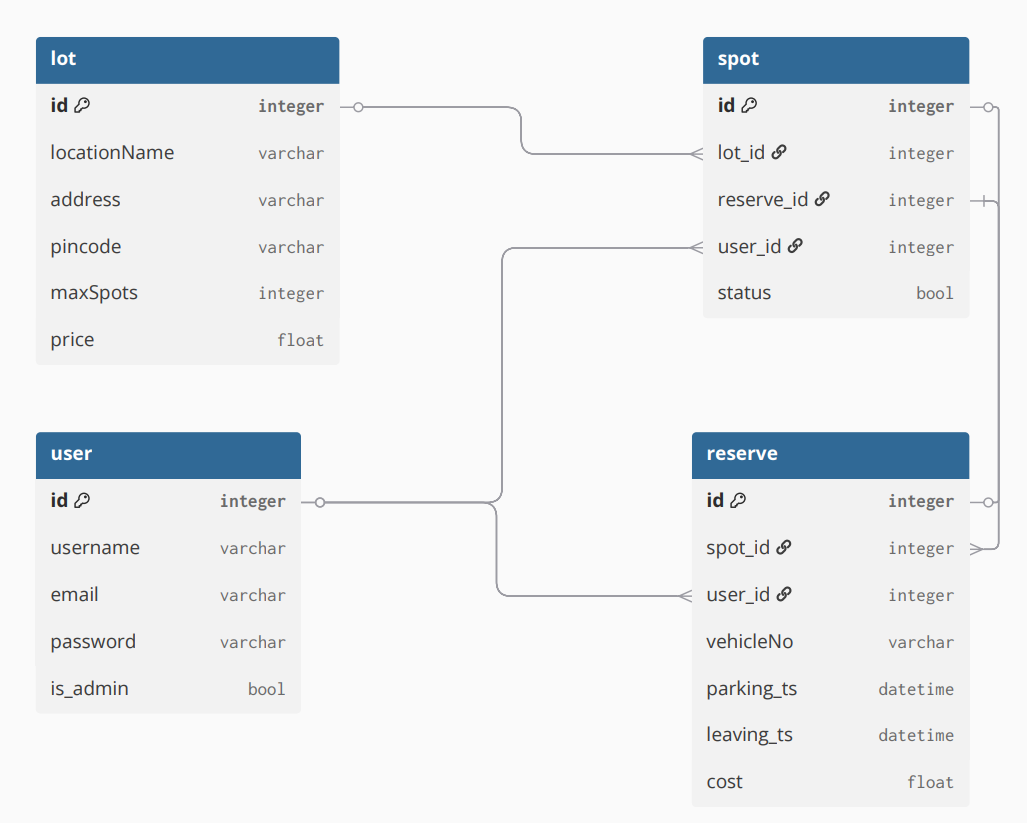 lot
id integer
locationName varchar
address varchar
pincode varchar
maxSpots integer
price float
spot
id integer
lot_id integer
reserve_id integer
user_id integer
status bool
user
id integer
username varchar
email varchar
password varchar
is_admin bool
reserve
id integer
spot_id integer
user_id integer
vehicleNo varchar
parking_ts datetime
leaving_ts datetime
cost float